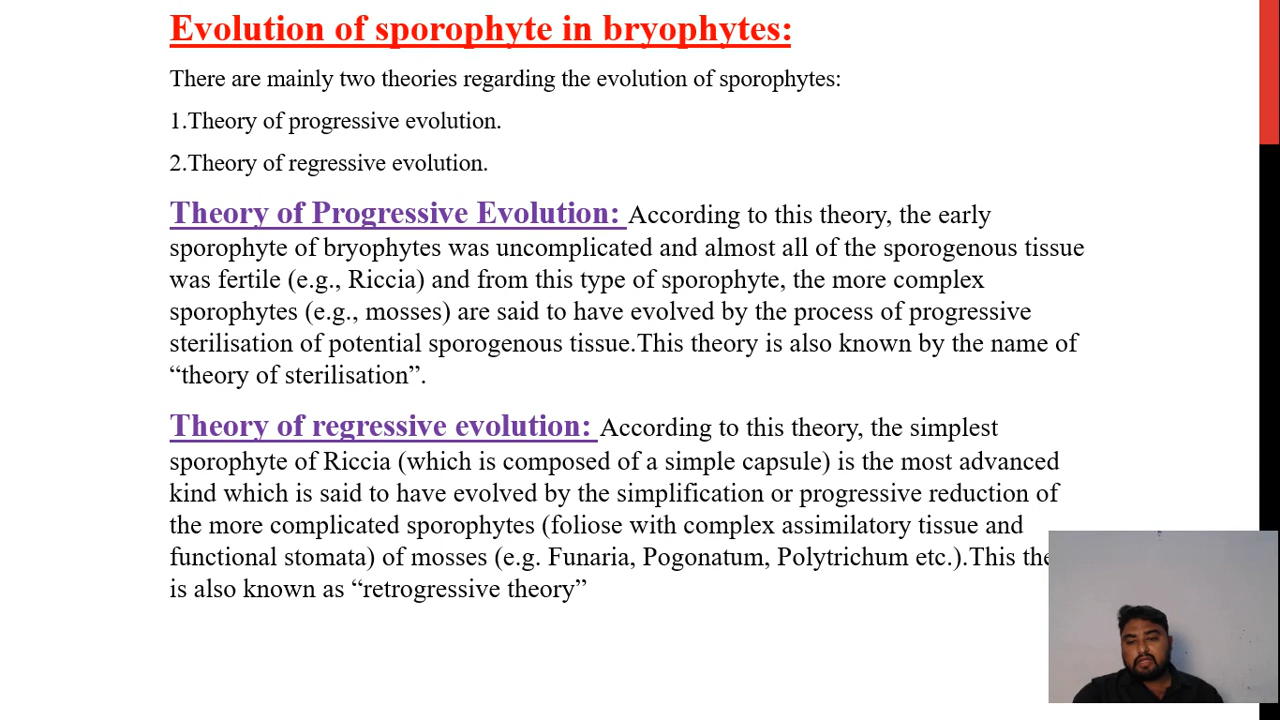 Evolution of sporophyte in bryophytes:
There are mainly two theories regarding the evolution of sporophytes:
1.Theory of progressive evolution.
2.Theory of regressive evolution.
Theory of Progressive Evolution: According to this theory, the early
sporophyte of bryophytes was uncomplicated and almost all of the sporogenous tissue
was fertile (e.g., Riccia) and from this type of sporophyte, the more complex
sporophytes (e.g., mosses) are said to have evolved by the process of progressive
sterilisation of potential sporogenous tissue.This theory is also known by the name of
“theory of sterilisation”.
Theory of regressive evolution: According to this theory, the simplest
sporophyte of Riccia (which is composed of a simple capsule) is the most advanced
kind which is said to have evolved by the simplification or progressive reduction of
the more complicated sporophytes (foliose with complex assimilatory tissue and
functional stomata) of mosses (e.g. Funaria, Pogonatum, Polytrichum etc.).This
is also known as “retrogressive theory”